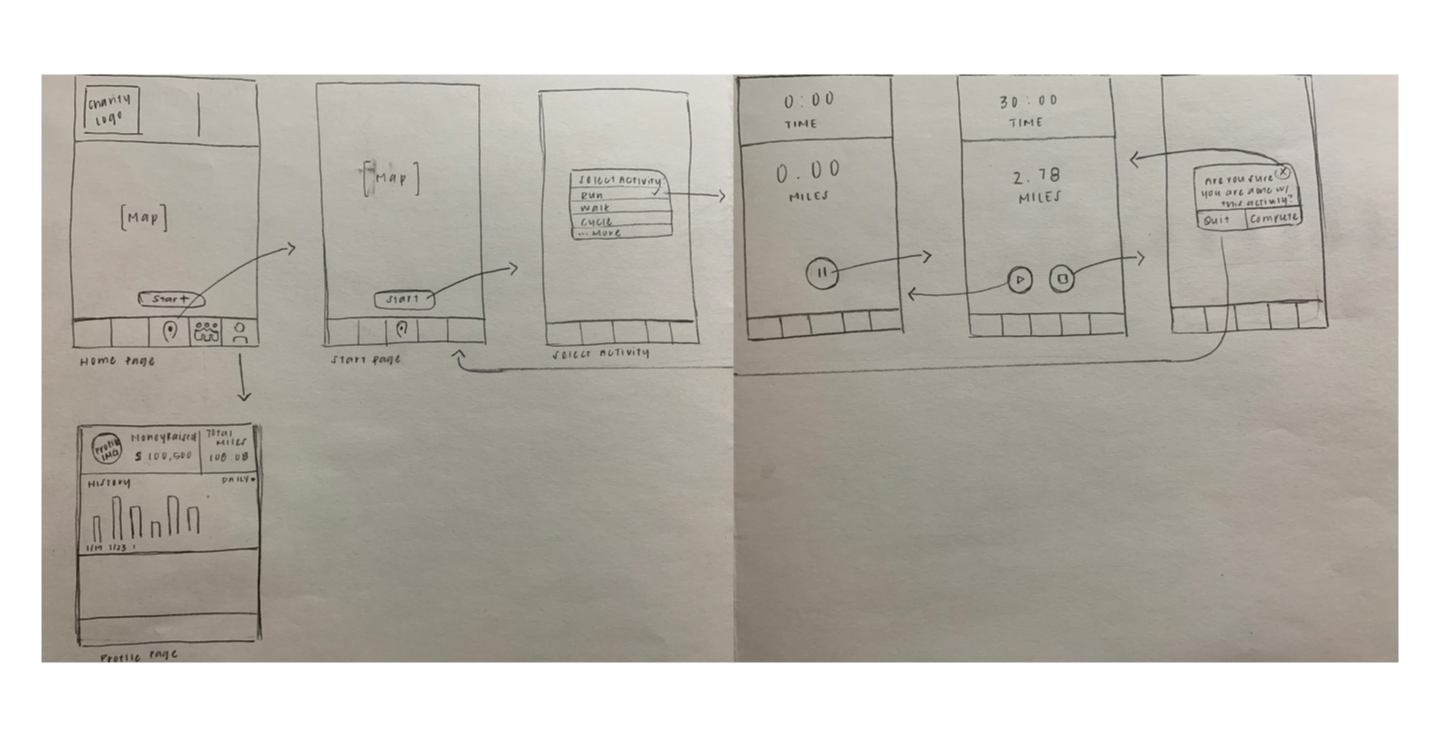 Charity
Logo
[Map]
Start
Home Page
[Map]
Start
Start Page
Select Activity
Run
Walk
Cycle
... More
Select Activity
0:00
TIME
0.00
MILES
30:00
TIME
2.78
MILES
X
Are you sure
you are done w/
this activity?
Quit
Complete
Profile
IMG
Money Raised
$ 100,500
Total
Miles
108.08
History
DAILY
1/19 1/23
Profile Page